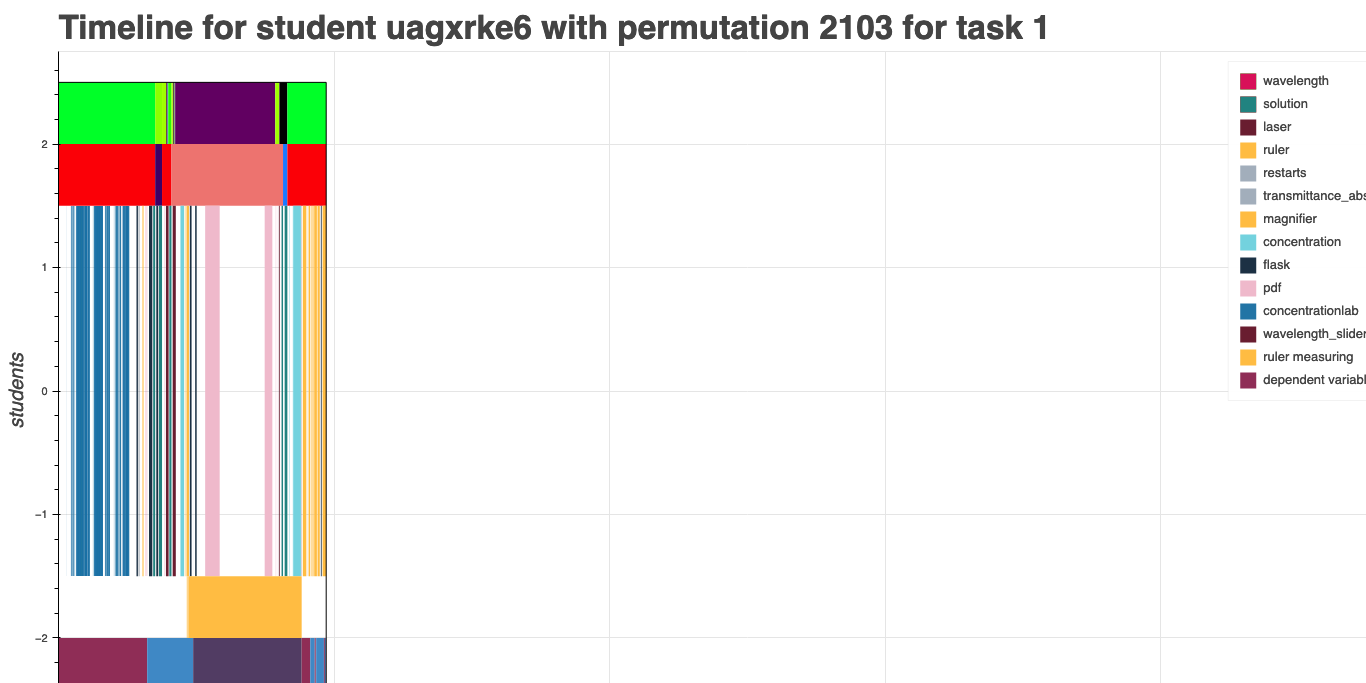 Timeline for student uagxrke6 with permutation 2103 for task 1
wavelength
solution
laser
ruler
restarts
transmittance_abs
magnifier
concentration
flask
pdf
concentrationlab
wavelength_slider
ruler measuring
dependent variabl
students
2
1
0
−1
−2